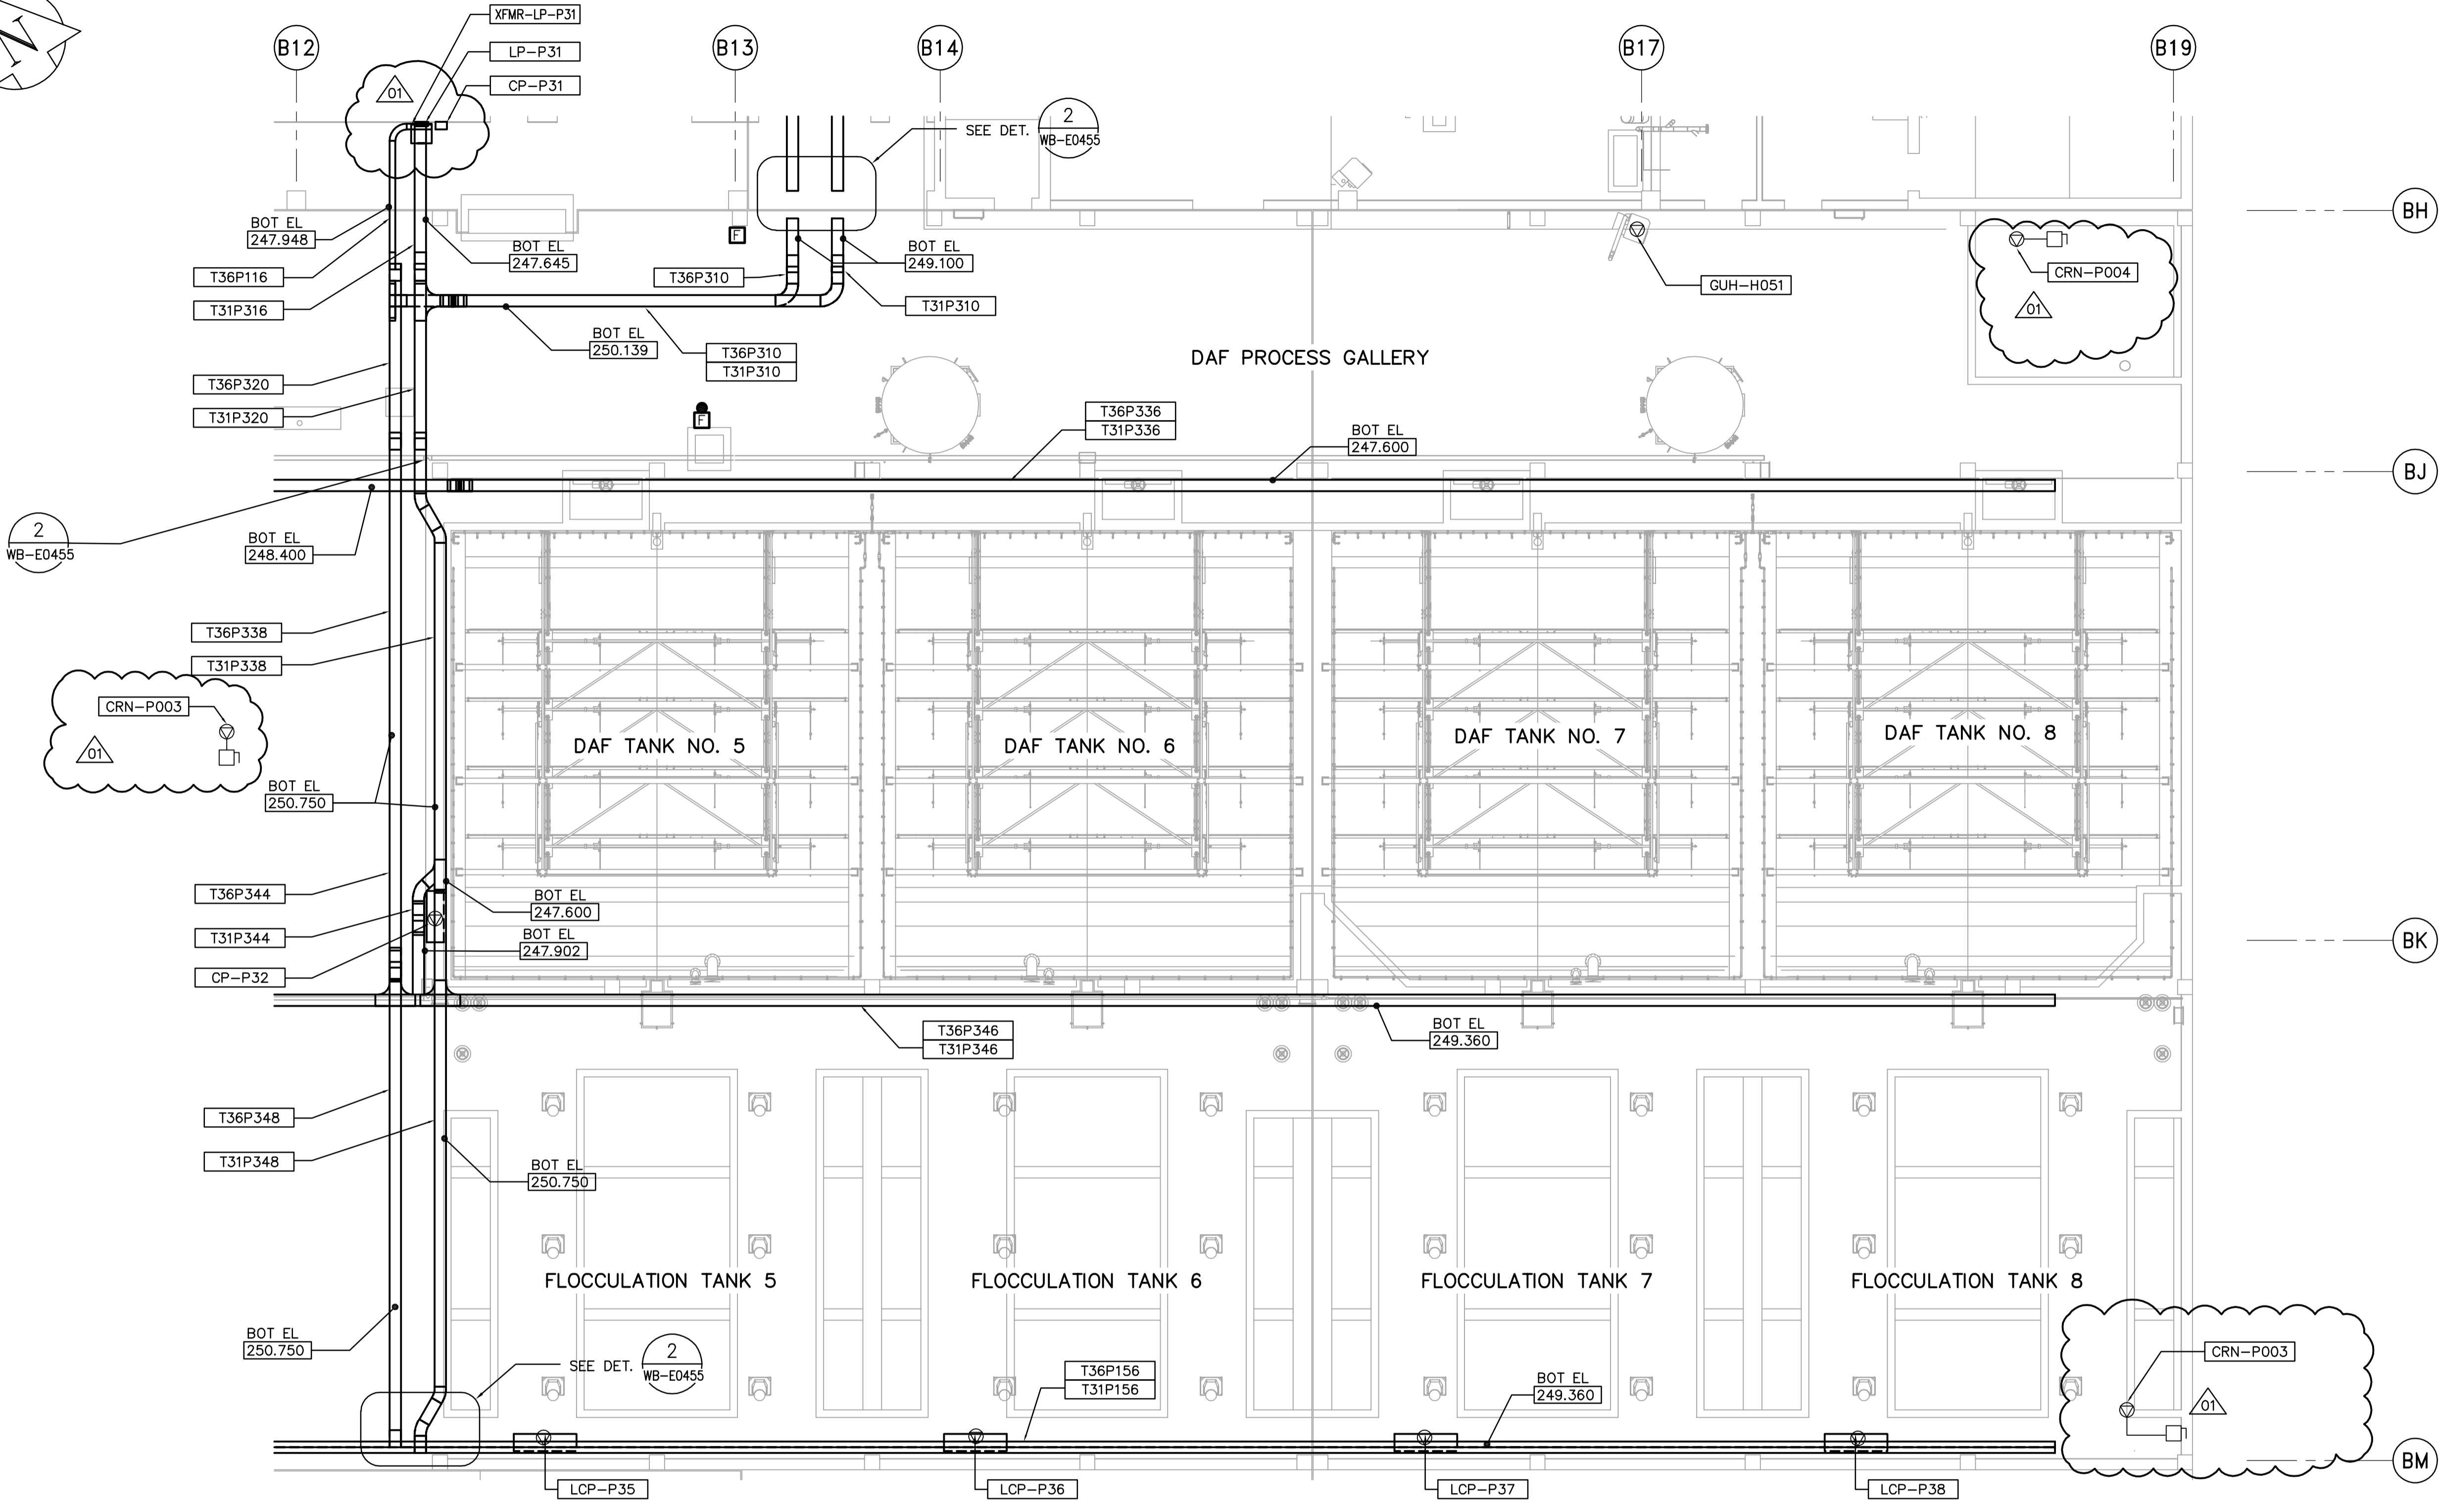 N
XFMR-LP-P31
LP-P31
CP-P31
B12
B13
B14
B17
B19
01
SEE DET.
2
WB-E0455
BH
BOT EL
247.948
BOT EL
247.645
F
BOT EL
249.100
CRN-P004
01
T36P116
T36P310
GUH-H051
T31P316
T31P310
BOT EL
250.139
T36P310
T31P310
DAF PROCESS GALLERY
T36P320
T31P320
F
T36P336
T31P336
BOT EL
247.600
BJ
2
WB-E0455
BOT EL
248.400
T36P338
T31P338
CRN-P003
01
DAF TANK NO. 5
DAF TANK NO. 6
DAF TANK NO. 7
DAF TANK NO. 8
BOT EL
250.750
T36P344
BOT EL
247.600
T31P344
BOT EL
247.902
BK
CP-P32
T36P346
T31P346
BOT EL
249.360
T36P348
T31P348
BOT EL
250.750
FLOCCULATION TANK 5
FLOCCULATION TANK 6
FLOCCULATION TANK 7
FLOCCULATION TANK 8
BOT EL
250.750
SEE DET.
2
WB-E0455
T36P156
T31P156
BOT EL
249.360
CRN-P003
01
BM
LCP-P35
LCP-P36
LCP-P37
LCP-P38